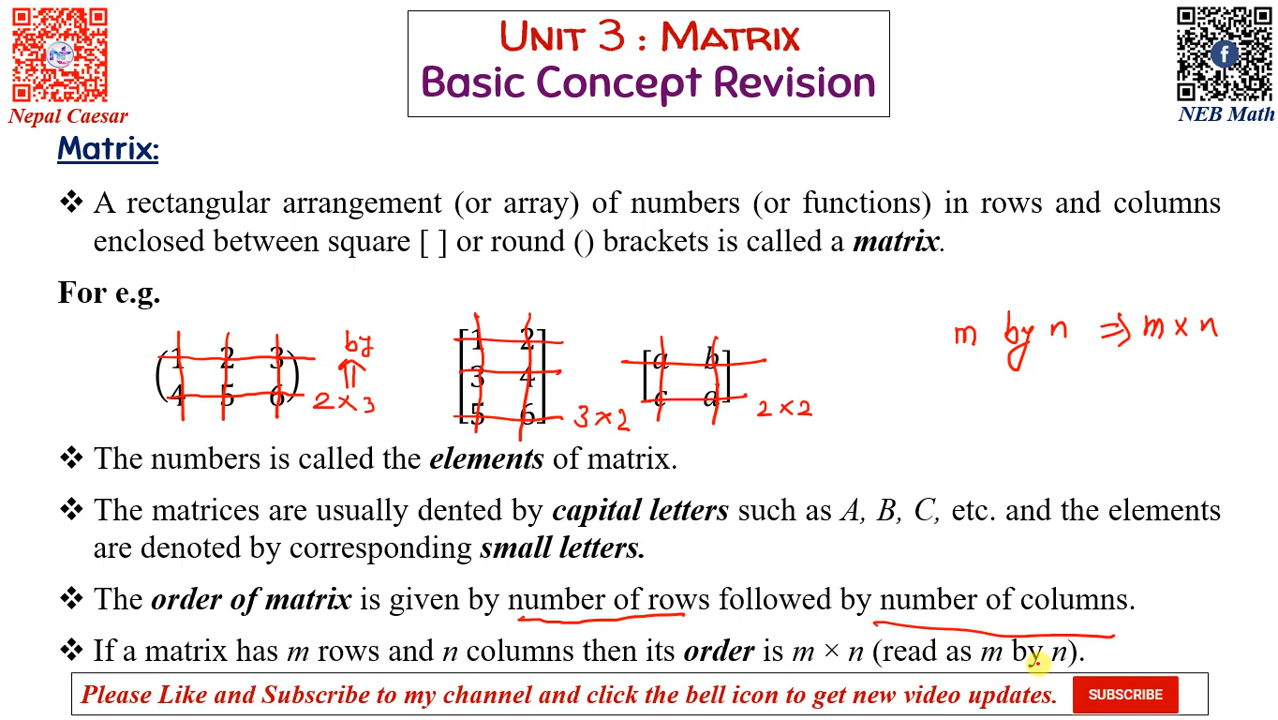 UNIT 3 : MATRIX
Basic Concept Revision
Nepal Caesar
NEB Math
Matrix:
❖ A rectangular arrangement (or array) of numbers (or functions) in rows and columns
enclosed between square [ ] or round () brackets is called a matrix.
For e.g.
(1 2 3
4 5 6)
by
2 × 3
[1 2
3 4
5 6]
3 × 2
[a b
c d]
2 × 2
m by n ⇒ m × n
❖ The numbers is called the elements of matrix.
❖ The matrices are usually dented by capital letters such as A, B, C, etc. and the elements
are denoted by corresponding small letters.
❖ The order of matrix is given by number of rows followed by number of columns.
❖ If a matrix has m rows and n columns then its order is m × n (read as m by n).
Please Like and Subscribe to my channel and click the bell icon to get new video updates. SUBSCRIBE